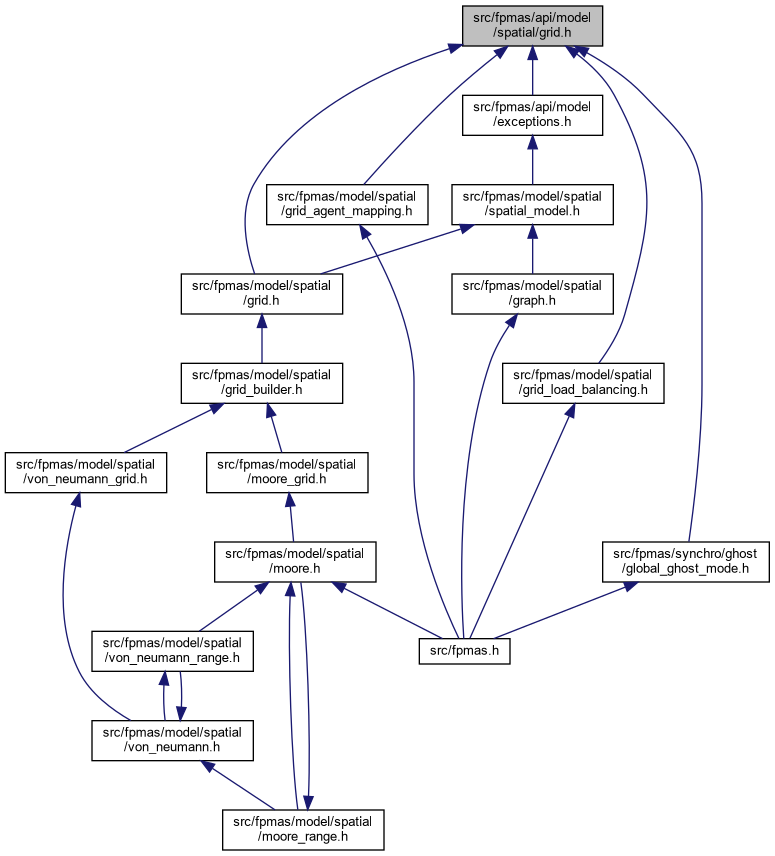 src/fpmas/api/model
/spatial/grid.h
src/fpmas/api/model
/exceptions.h
src/fpmas/model/spatial
/grid_agent_mapping.h
src/fpmas/model/spatial
/spatial_model.h
src/fpmas/model/spatial
/grid.h
src/fpmas/model/spatial
/graph.h
src/fpmas/model/spatial
/grid_builder.h
src/fpmas/model/spatial
/grid_load_balancing.h
src/fpmas/model/spatial
/von_neumann_grid.h
src/fpmas/model/spatial
/moore_grid.h
src/fpmas/model/spatial
/moore.h
src/fpmas/synchro/ghost
/global_ghost_mode.h
src/fpmas/model/spatial
/von_neumann_range.h
src/fpmas.h
src/fpmas/model/spatial
/von_neumann.h
src/fpmas/model/spatial
/moore_range.h